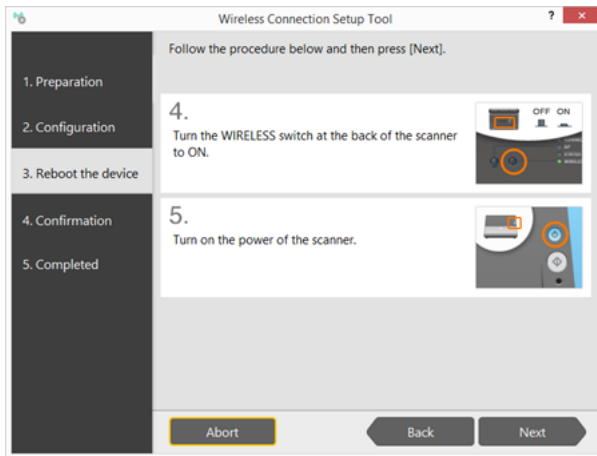 Wireless Connection Setup Tool
?
Follow the procedure below and then press [Next].
1. Preparation
2. Configuration
3. Reboot the device
4. Confirmation
5. Completed
4.
Turn the WIRELESS switch at the back of the scanner
to ON.
OFF ON
5.
Turn on the power of the scanner.
Abort
Back
Next